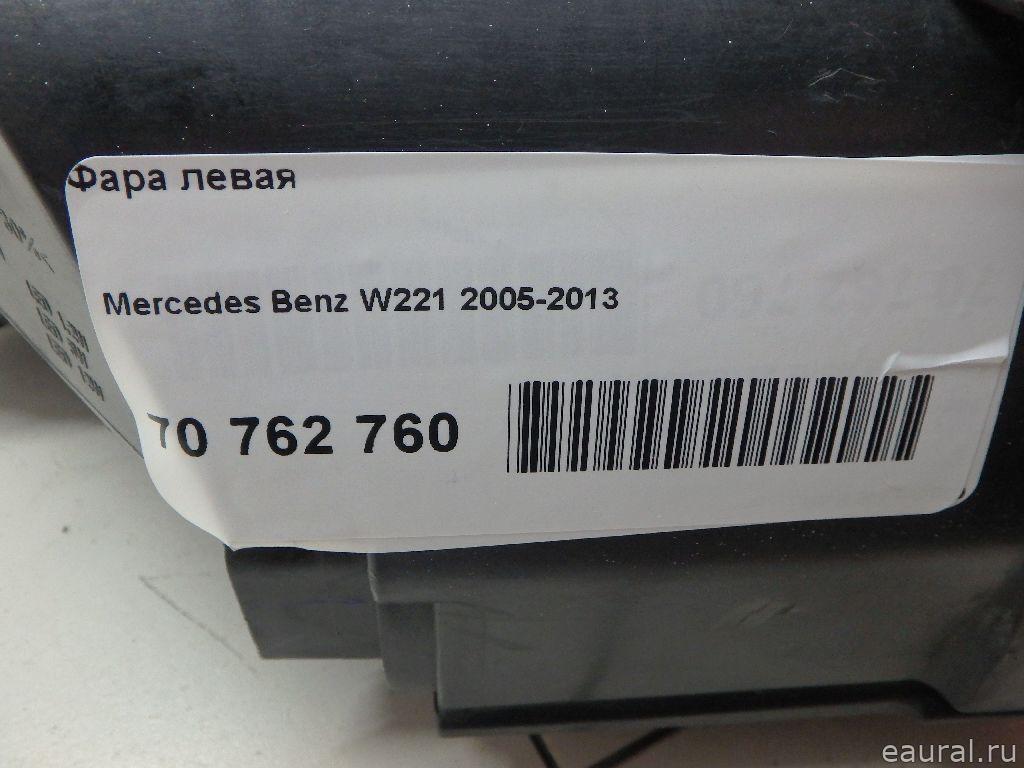 Фара левая
Mercedes Benz W221 2005-2013
70 762 760
eaural.ru